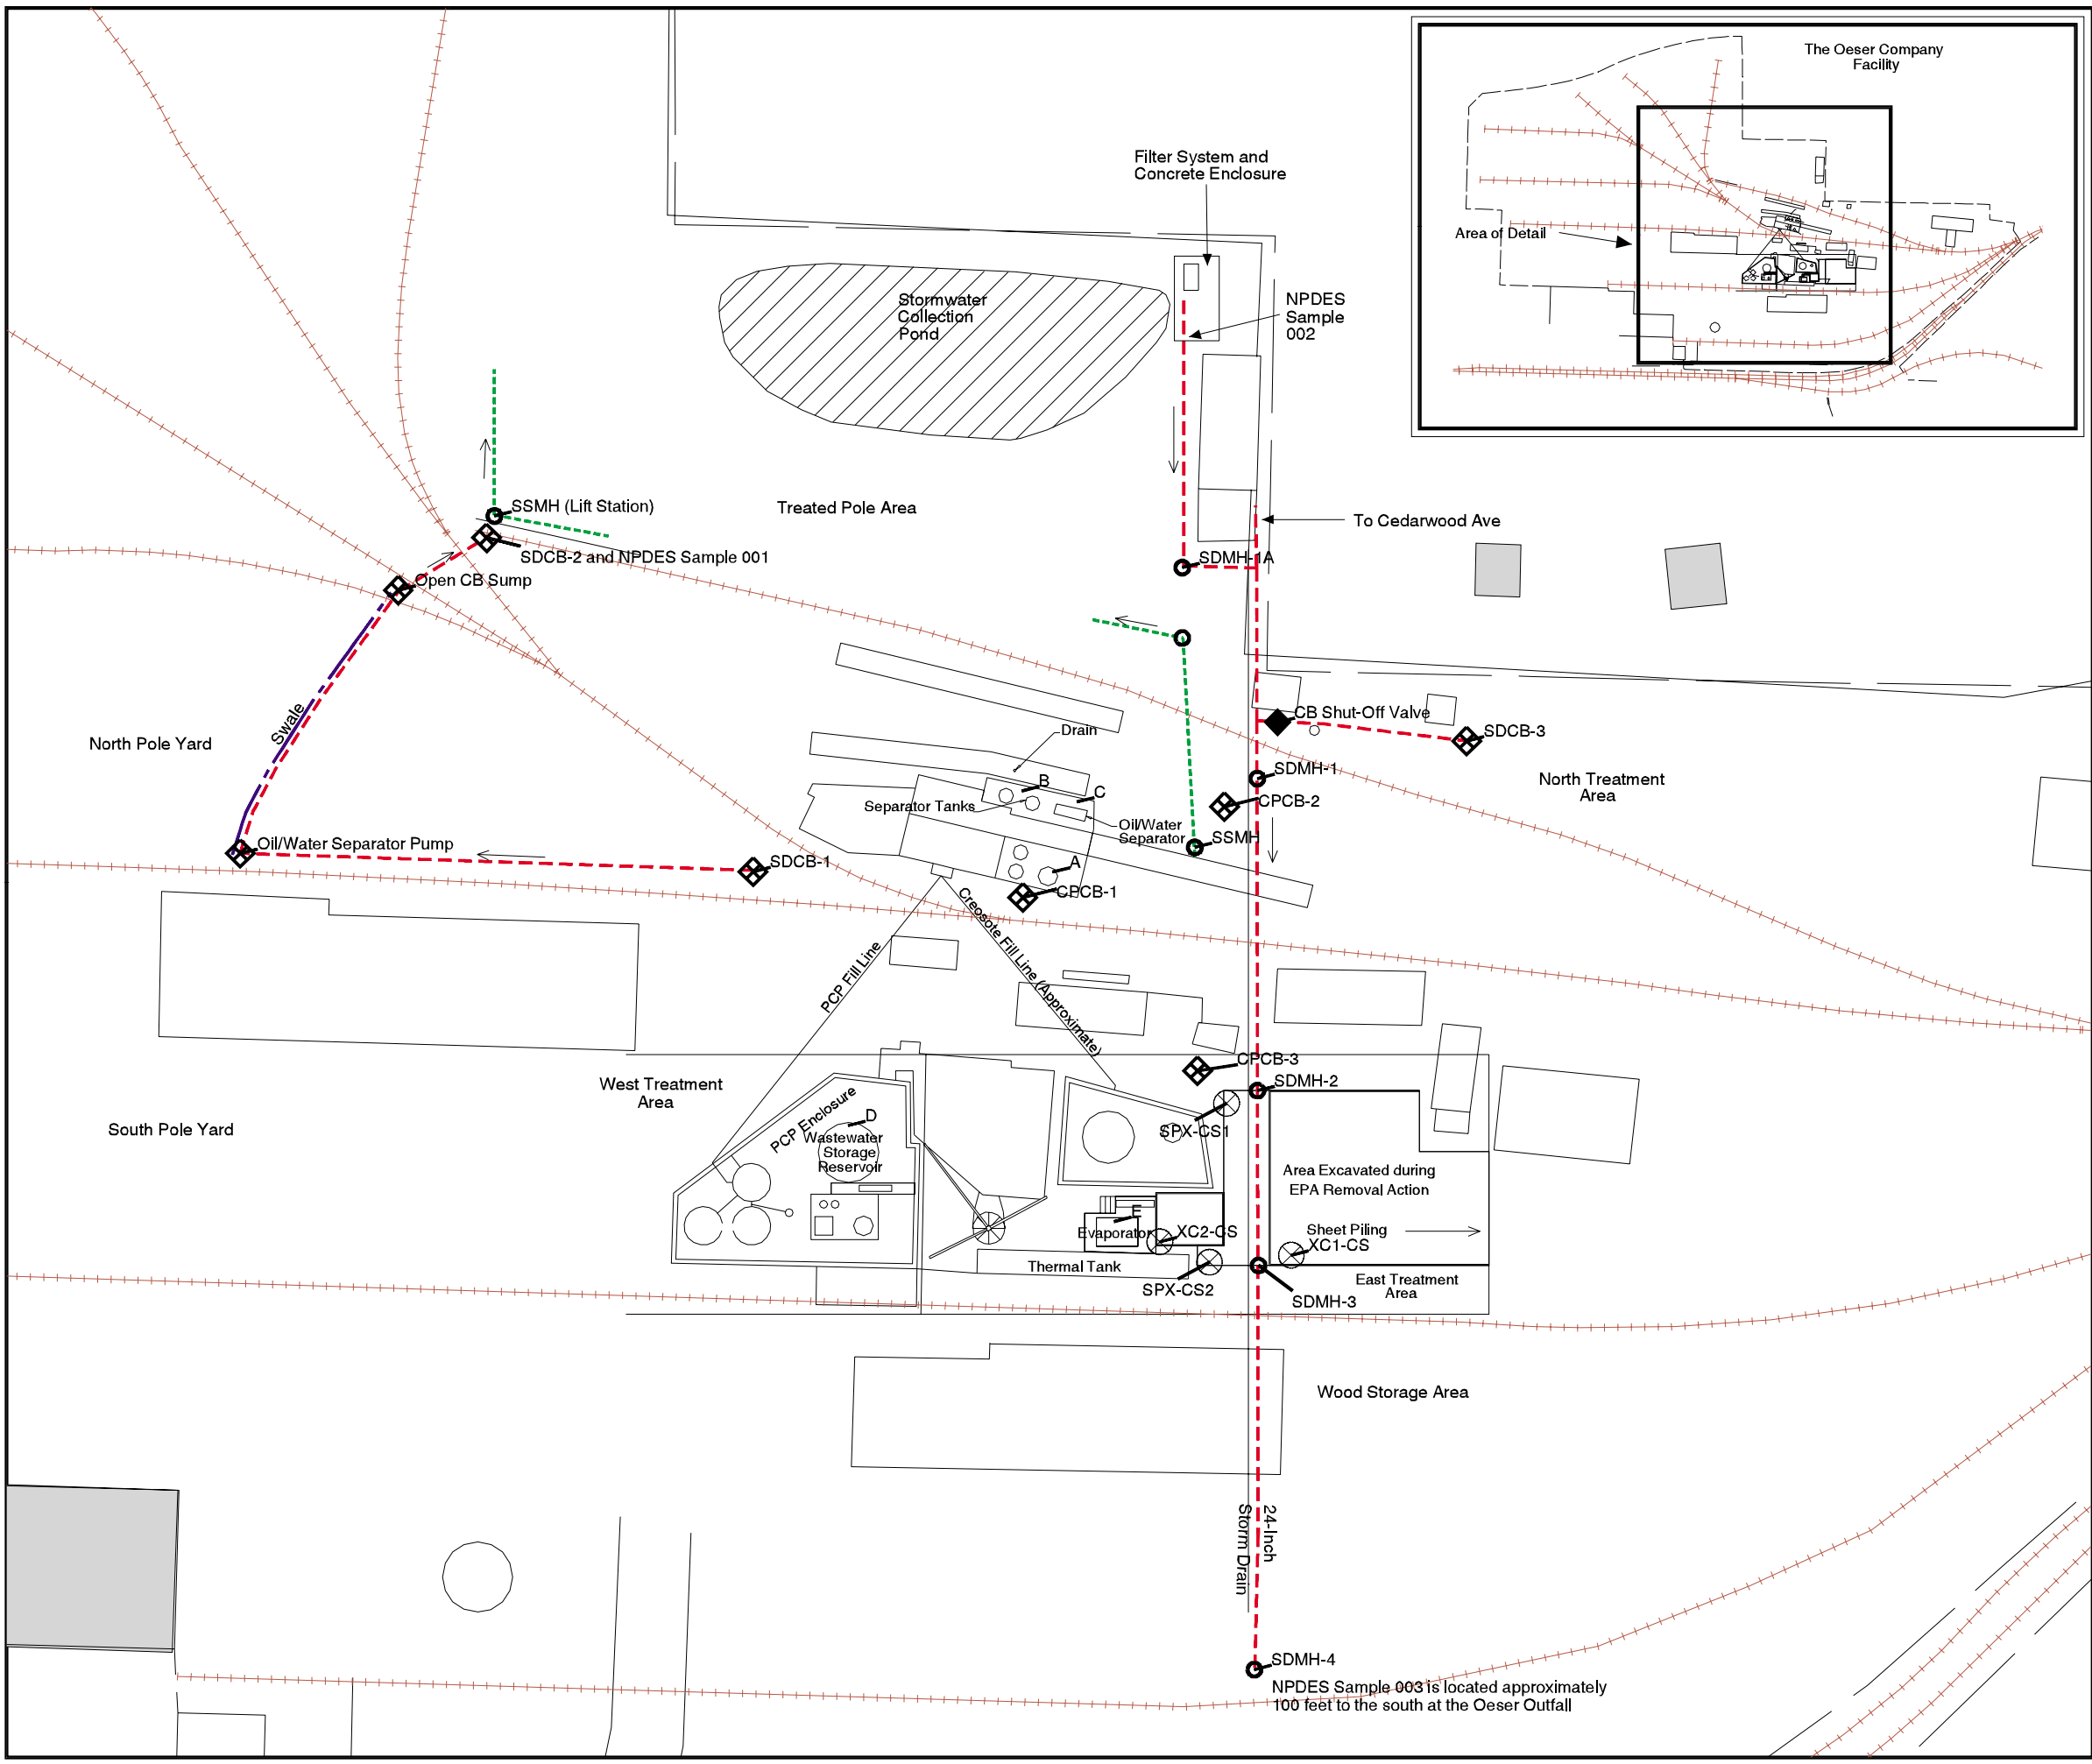 The Oeser Company
Facility
Area of Detail
Filter System and
Concrete Enclosure
NPDES
Sample
002
Stormwater
Collection
Pond
SSMH (Lift Station)
Treated Pole Area
To Cedarwood Ave
SDCB-2 and NPDES Sample 001
SDMH-1A
Open CB Sump
Swale
North Pole Yard
CB Shut-Off Valve
SDCB-3
Drain
SDMH-1
North Treatment
Area
B
C
Separator Tanks
CPCB-2
Oil/Water
Separator
SSMH
Oil/Water Separator Pump
SDCB-1
A
CPCB-1
PCP Fill Line
Creosote Fill Line (Approximate)
CPCB-3
West Treatment
Area
SDMH-2
PCP Enclosure
D
South Pole Yard
SPX-CS1
Wastewater
Storage
Reservoir
Area Excavated during
EPA Removal Action
E
Evaporator
XC2-CS
Sheet Piling
XC1-CS
Thermal Tank
SPX-CS2
East Treatment
Area
SDMH-3
Wood Storage Area
24-Inch
Storm Drain
SDMH-4
NPDES Sample 003 is located approximately
100 feet to the south at the Oeser Outfall